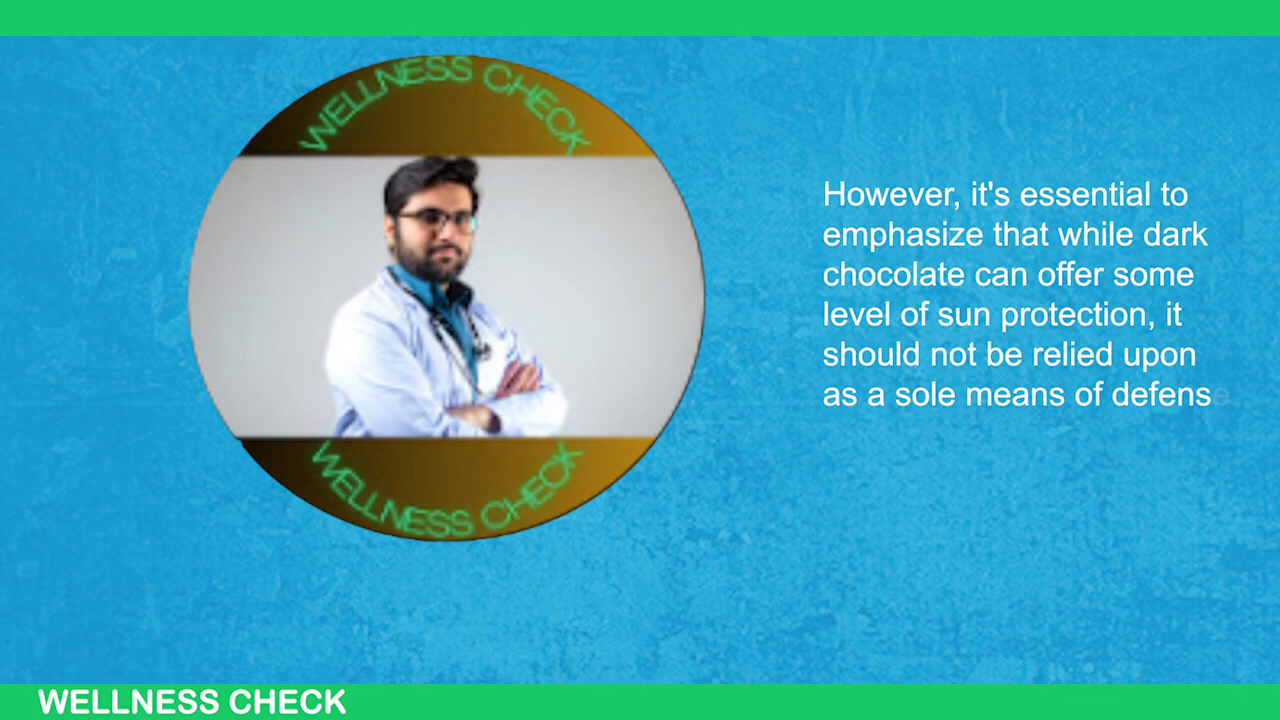 WELLNESS CHECK
WELLNESS CHECK
However, it's essential to
emphasize that while dark
chocolate can offer some
level of sun protection, it
should not be relied upon
as a sole means of defense
WELLNESS CHECK